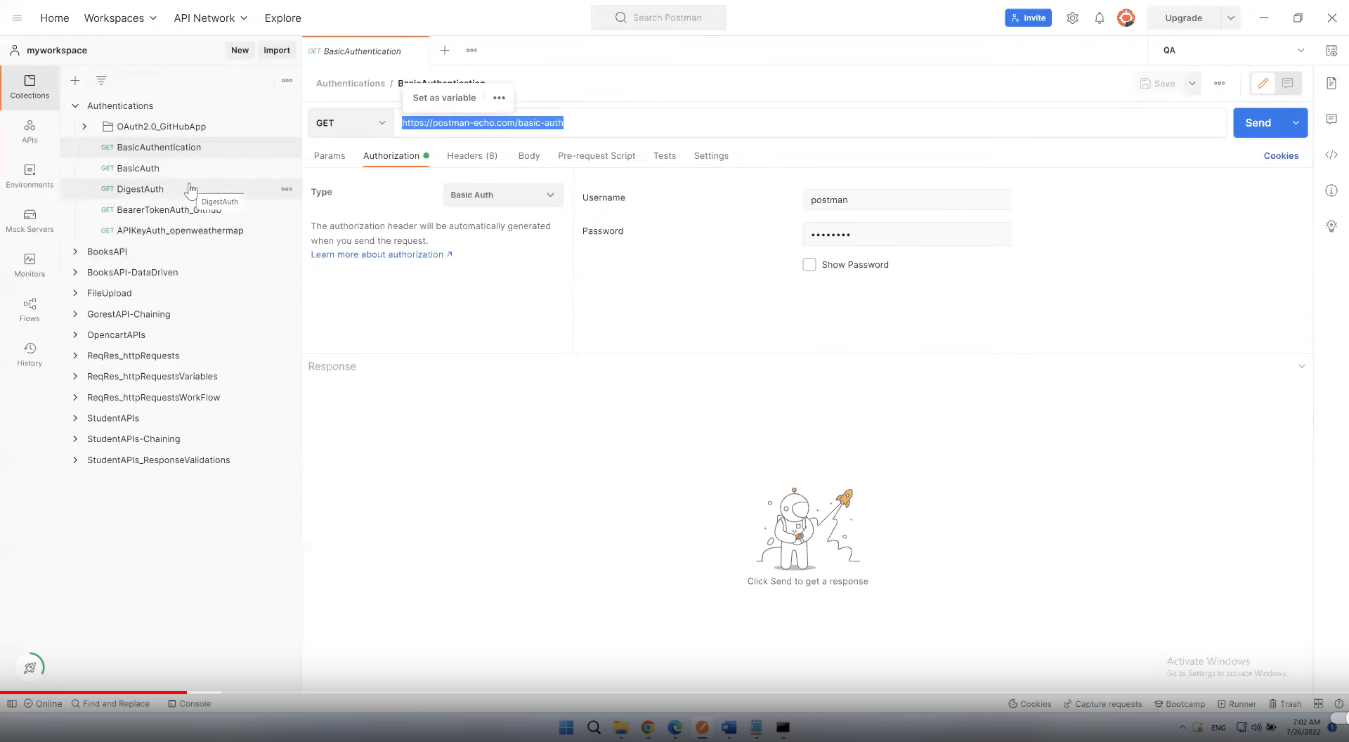 Home Workspaces API Network Explore Search Postman Invite Upgrade
myworkspace New Import GET BasicAuthentication QA
Collections
APIs
Environments
Mock Servers
Monitors
Flows
History
Authentications
OAuth2.0_GitHubApp
GET BasicAuthentication
GET BasicAuth
GET DigestAuth
DigestAuth
GET BearerTokenAuth_Github
GET APIKeyAuth_openweathermap
BooksAPI
BooksAPI-DataDriven
FileUpload
GorestAPI-Chaining
OpencartAPIs
ReqRes_httpRequests
ReqRes_httpRequestsVariables
ReqRes_httpRequestsWorkFlow
StudentAPIs
StudentAPIs-Chaining
StudentAPIs_ResponseValidations
Authentications / BasicAuthentication Save
Set as variable
GET https://postman-echo.com/basic-auth Send
Params Authorization Headers (8) Body Pre-request Script Tests Settings Cookies
Type Basic Auth
The authorization header will be automatically generated
when you send the request.
Learn more about authorization ↗
Username postman
Password ••••••••
Show Password
Response
Click Send to get a response
Activate Windows
Go to Settings to activate Windows.
Online Find and Replace Console Cookies Capture requests Bootcamp Runner Trash
ENG 7:02 AM
7/26/2022